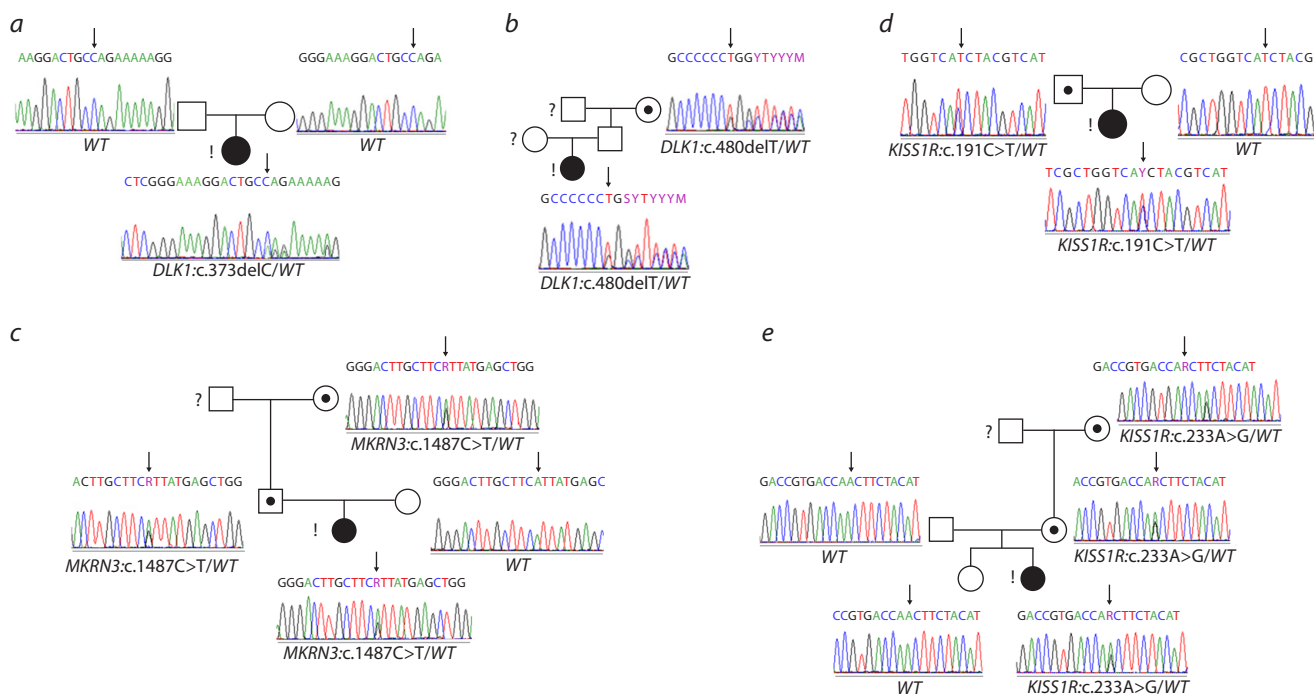 a
AAGGACTGCCAGAAAAAGG
GGGAAAGGACTGCCAGA
WT
WT
!
CTCGGGAAAGGACTGCCAGAAAAAG
DLK1:c.373delC/WT
b
GCCCCCCTGGYTYYYM
?
DLK1:c.480delT/WT
?
!
GCCCCCCTGSYTYYYM
DLK1:c.480delT/WT
d
TGGTCATCTACGTCAT
CGCTGGTCATCTACG
KISS1R:c.191C>T/WT
WT
!
TCGCTGGTCAYCTACGTCAT
KISS1R:c.191C>T/WT
c
GGGACTTGCTTCRTTATGAGCTGG
?
MKRN3:c.1487C>T/WT
ACTTGCTTCRTTATGAGCTGG
GGGACTTGCTTCATTATGAGC
MKRN3:c.1487C>T/WT
!
WT
GGGACTTGCTTCRTTATGAGCTGG
MKRN3:c.1487C>T/WT
e
GACCGTGACCARCTTCTACAT
?
KISS1R:c.233A>G/WT
GACCGTGACCAACTTCTACAT
ACCGTGACCARCTTCTACAT
WT
KISS1R:c.233A>G/WT
!
CCGTGACCAACTTCTACAT
GACCGTGACCARCTTCTACAT
WT
KISS1R:c.233A>G/WT